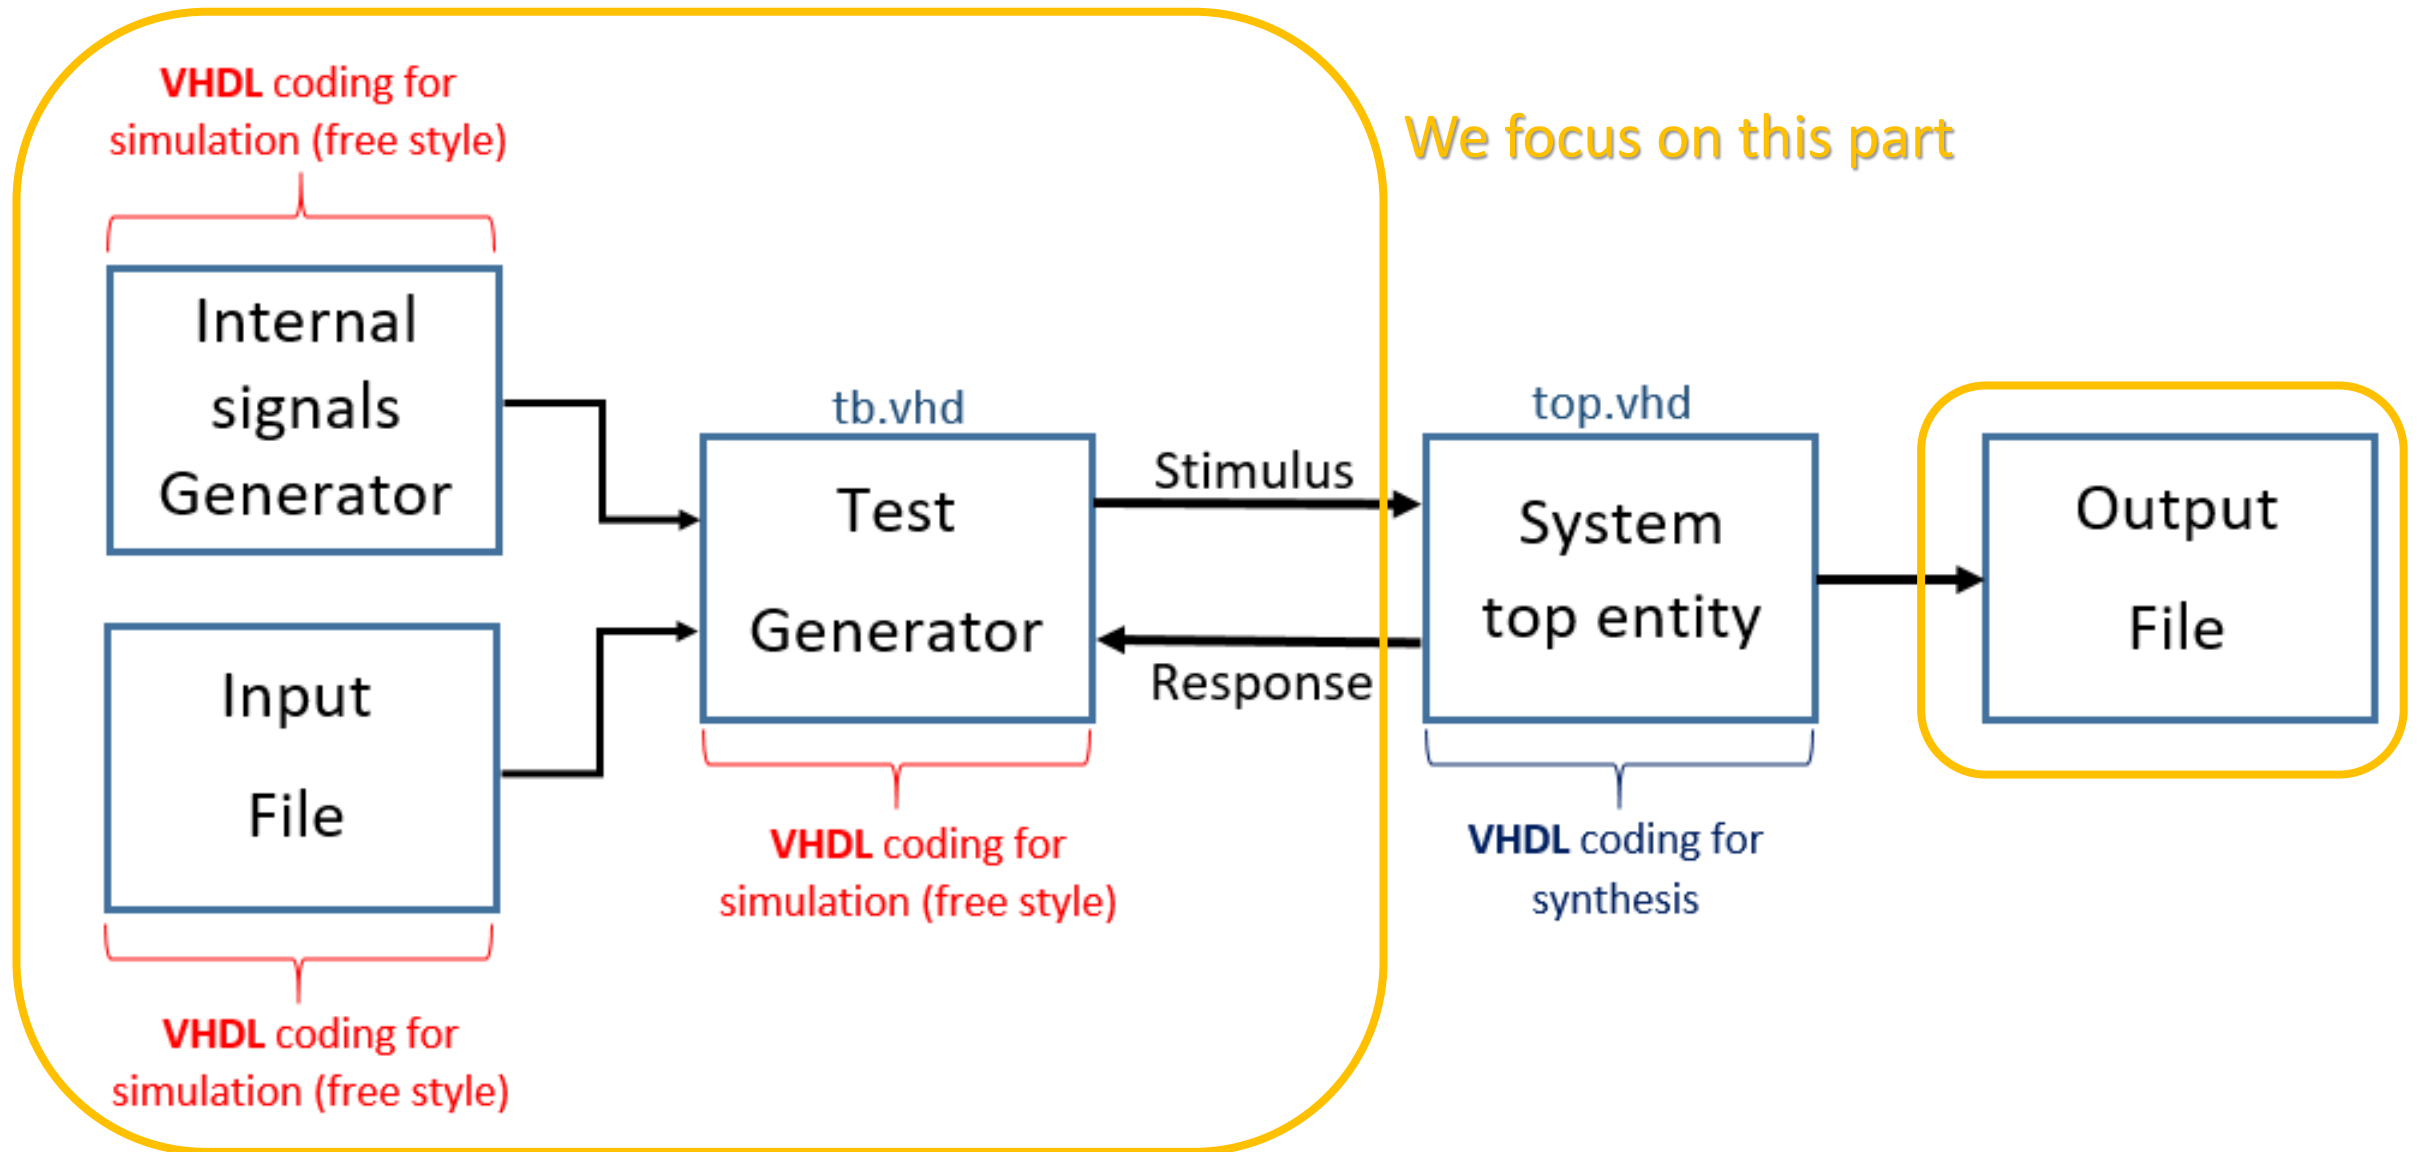 VHDL coding for
simulation (free style)
We focus on this part
Internal
signals
Generator
tb.vhd
Test
Generator
Stimulus
Response
top.vhd
System
top entity
Output
File
Input
File
VHDL coding for
simulation (free style)
VHDL coding for
synthesis
VHDL coding for
simulation (free style)